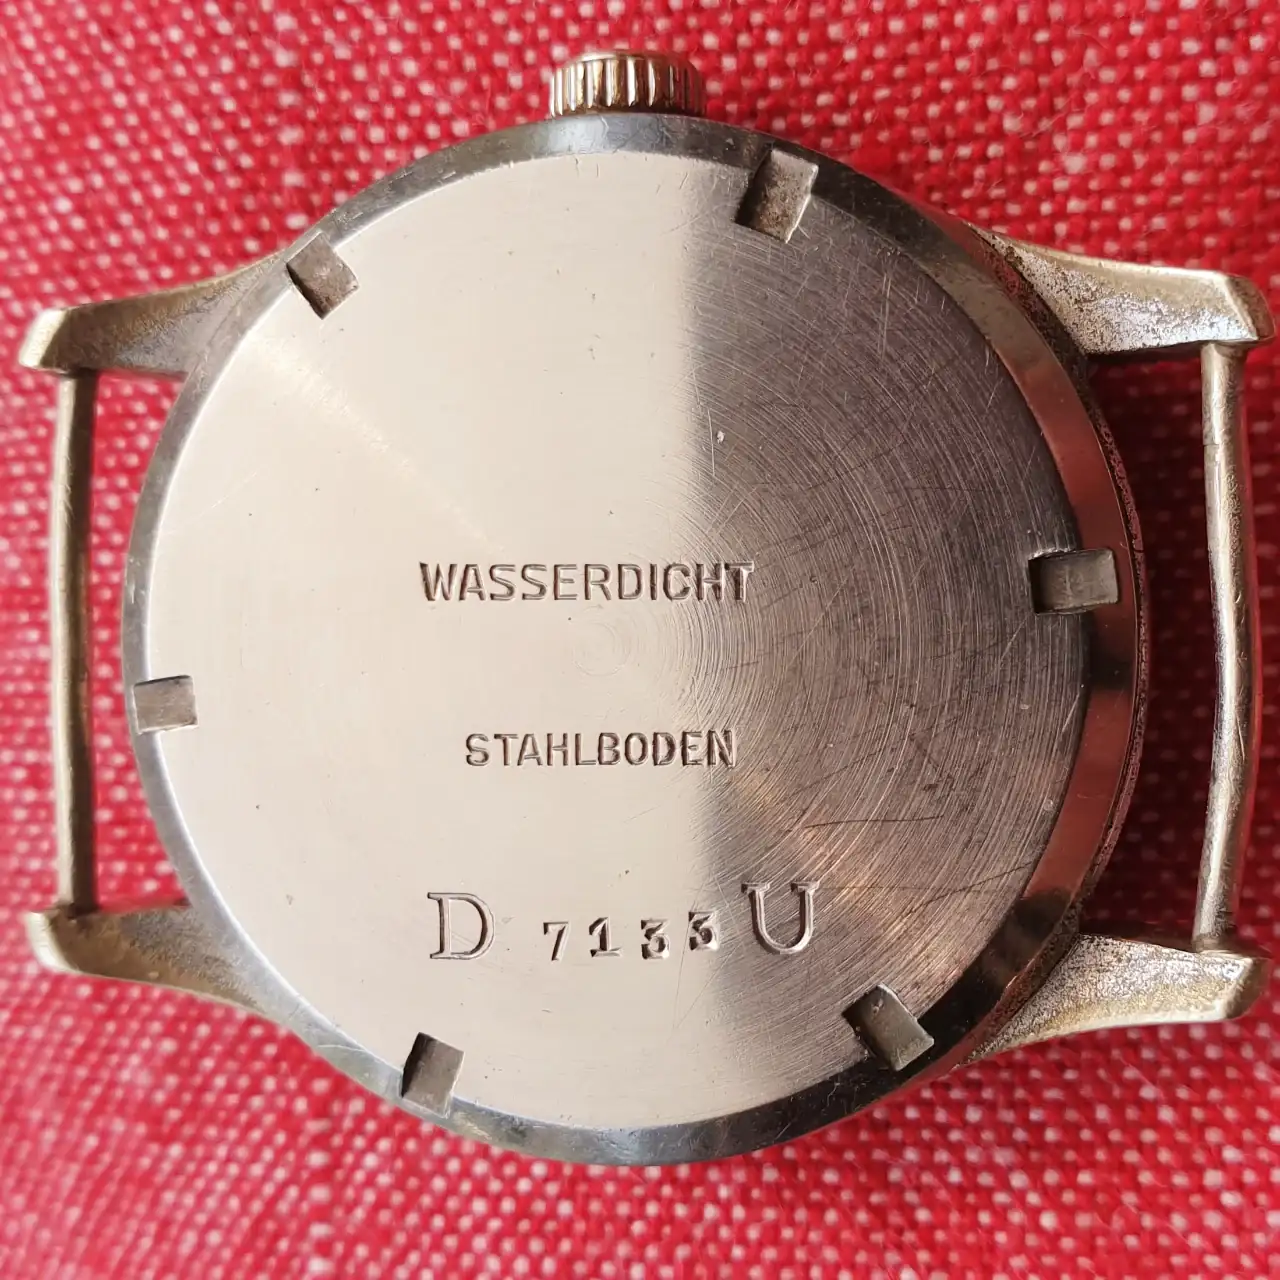 WASSERDICHT
STAHLBODEN
D 7133 U